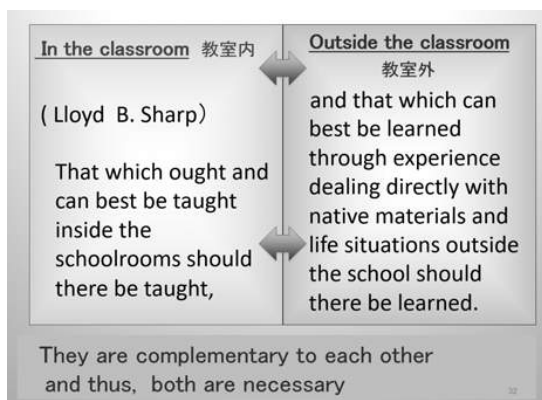 In the classroom 教室内
( Lloyd B. Sharp）
That which ought and
can best be taught
inside the
schoolrooms should
there be taught,
Outside the classroom
教室外
and that which can
best be learned
through experience
dealing directly with
native materials and
life situations outside
the school should
there be learned.
They are complementary to each other
and thus, both are necessary
32